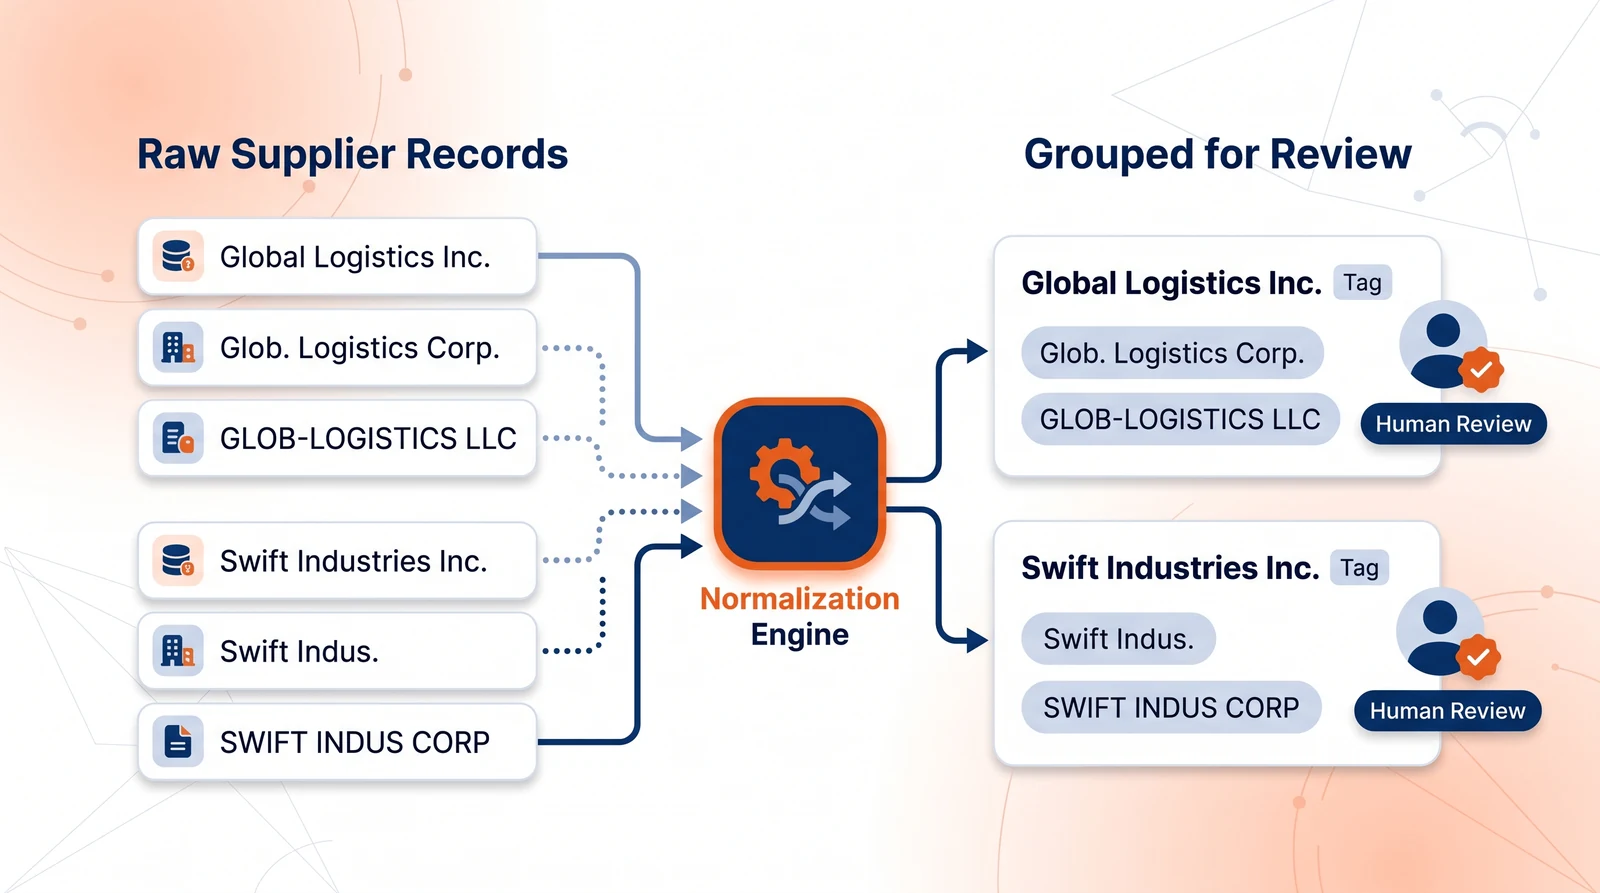 Raw Supplier Records
Global Logistics Inc.
Glob. Logistics Corp.
GLOB-LOGISTICS LLC
Swift Industries Inc.
Swift Indus.
SWIFT INDUS CORP
Normalization
Engine
Grouped for Review
Global Logistics Inc. Tag
Glob. Logistics Corp.
GLOB-LOGISTICS LLC
Human Review
Swift Industries Inc. Tag
Swift Indus.
SWIFT INDUS CORP
Human Review